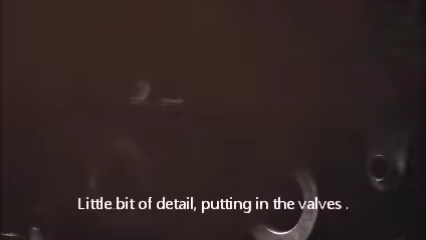 Little bit of detail, putting in the valves .